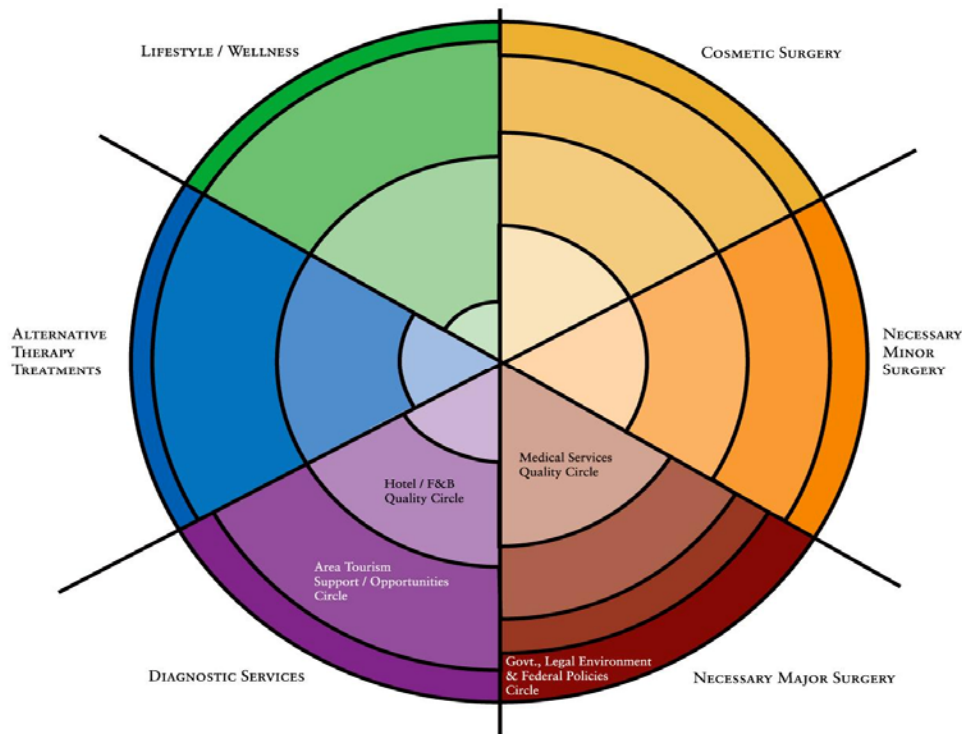 LIFESTYLE / WELLNESS
COSMETIC SURGERY
ALTERNATIVE
THERAPY
TREATMENTS
NECESSARY
MINOR
SURGERY
Medical Services
Quality Circle
Hotel / F&B
Quality Circle
Area Tourism
Support / Opportunities
Circle
Govt., Legal Environment
& Federal Policies
Circle
DIAGNOSTIC SERVICES
NECESSARY MAJOR SURGERY